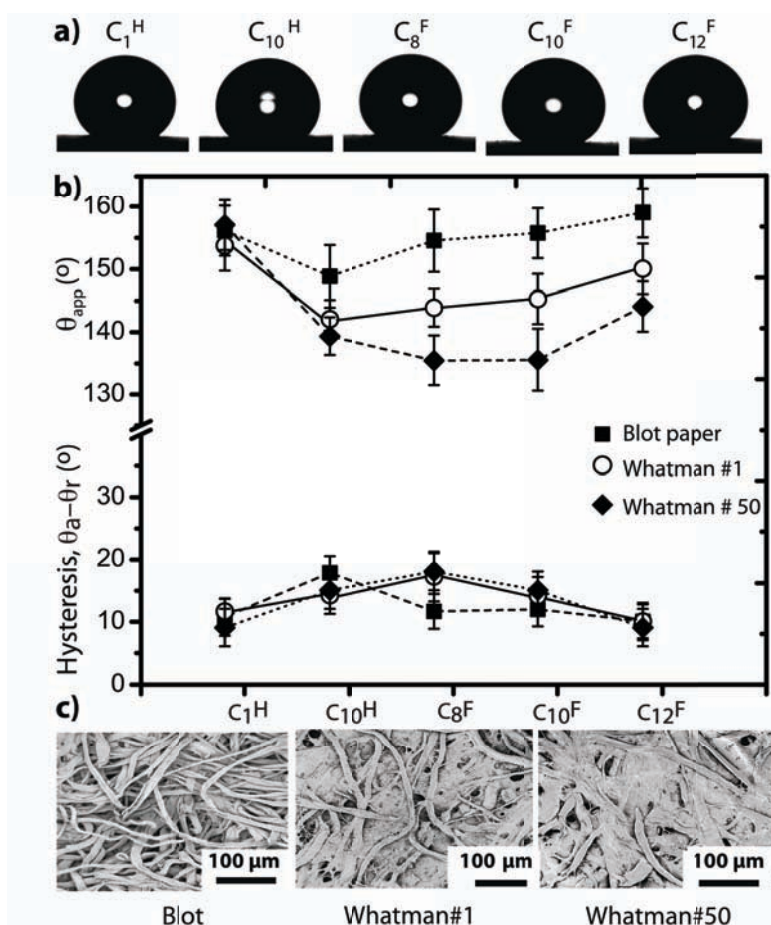 a) C₁ᴴ C₁₀ᴴ C₈ᶠ C₁₀ᶠ C₁₂ᶠ
b)
160
150
140
130
θapp (°)
Blot paper
Whatman #1
Whatman # 50
30
20
10
0
Hysteresis, θa–θr (°)
C₁H C₁₀H C₈F C₁₀F C₁₂F
c)
100 μm 100 μm 100 μm
Blot Whatman#1 Whatman#50